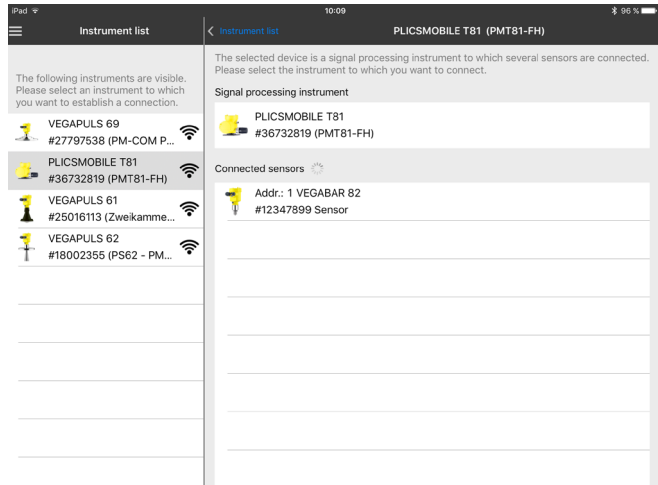 iPad
10:09
96 %
Instrument list
Instrument list
PLICSMOBILE T81 (PMT81-FH)
The following instruments are visible.
Please select an instrument to which
you want to establish a connection.
VEGAPULS 69
#27797538 (PM-COM P...
PLICSMOBILE T81
#36732819 (PMT81-FH)
VEGAPULS 61
#25016113 (Zweikamme...
VEGAPULS 62
#18002355 (PS62 - PM...
The selected device is a signal processing instrument to which several sensors are connected.
Please select the instrument to which you want to connect.
Signal processing instrument
PLICSMOBILE T81
#36732819 (PMT81-FH)
Connected sensors
Addr.: 1 VEGABAR 82
#12347899 Sensor